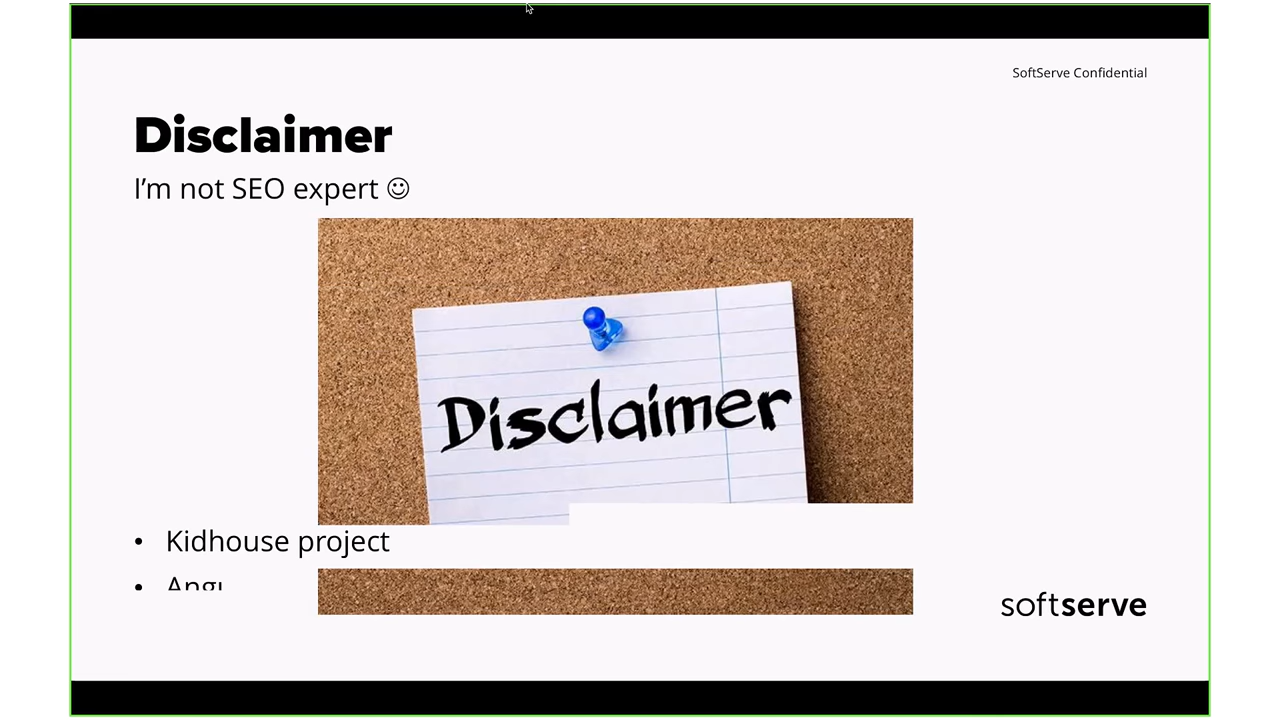 SoftServe Confidential
Disclaimer
I'm not SEO expert ☺
Disclaimer
• Kidhouse project
softserve